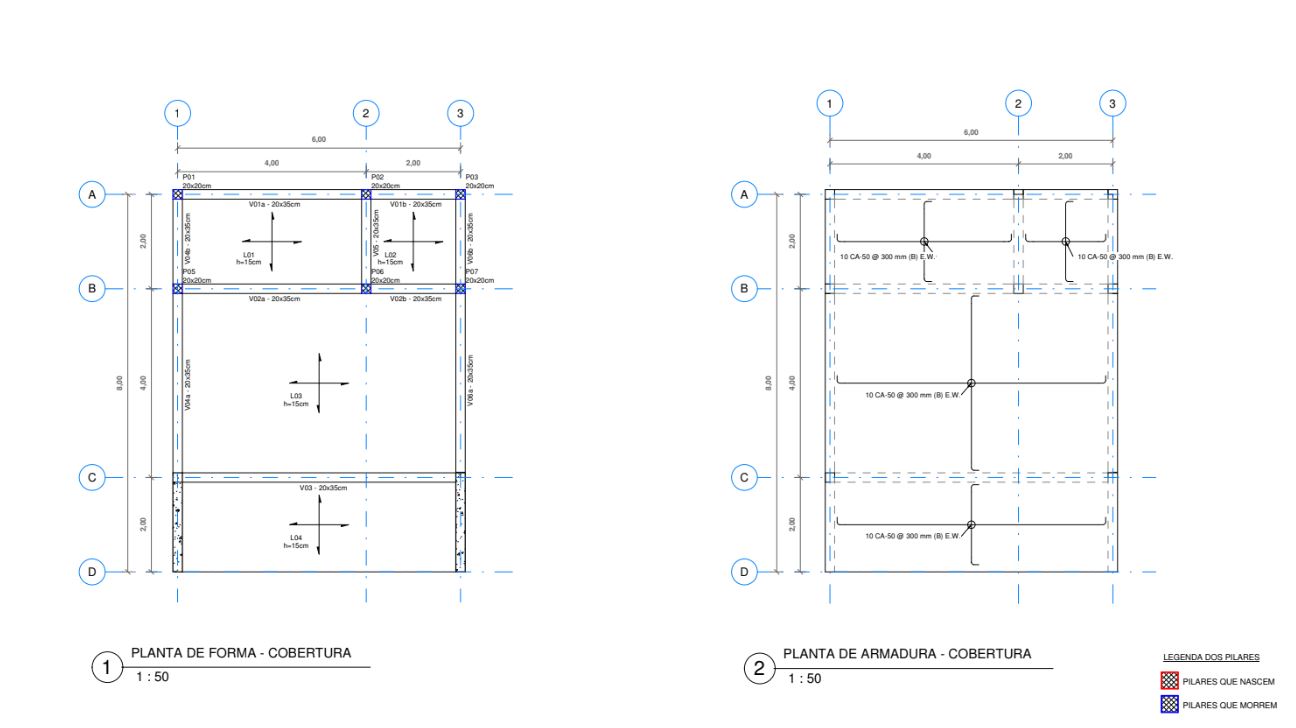 1
2
3
6,00
4,00
2,00
P01
20x20cm
P02
20x20cm
P03
20x20cm
A
V01a - 20x35cm
V01b - 20x35cm
2,00
V04b - 20x35cm
V05 - 20x35cm
V06b - 20x35cm
L01
h=15cm
L02
h=15cm
P05
20x20cm
P06
20x20cm
P07
20x20cm
B
V02a - 20x35cm
V02b - 20x35cm
8,00
4,00
V04a - 20x35cm
V06a - 20x35cm
L03
h=15cm
C
V03 - 20x35cm
2,00
L04
h=15cm
D
1
PLANTA DE FORMA - COBERTURA
1 : 50
1
2
3
6,00
4,00
2,00
A
2,00
10 CA-50 @ 300 mm (B) E.W.
10 CA-50 @ 300 mm (B) E.W.
B
8,00
4,00
10 CA-50 @ 300 mm (B) E.W.
C
2,00
10 CA-50 @ 300 mm (B) E.W.
D
2
PLANTA DE ARMADURA - COBERTURA
1 : 50
LEGENDA DOS PILARES
PILARES QUE NASCEM
PILARES QUE MORREM